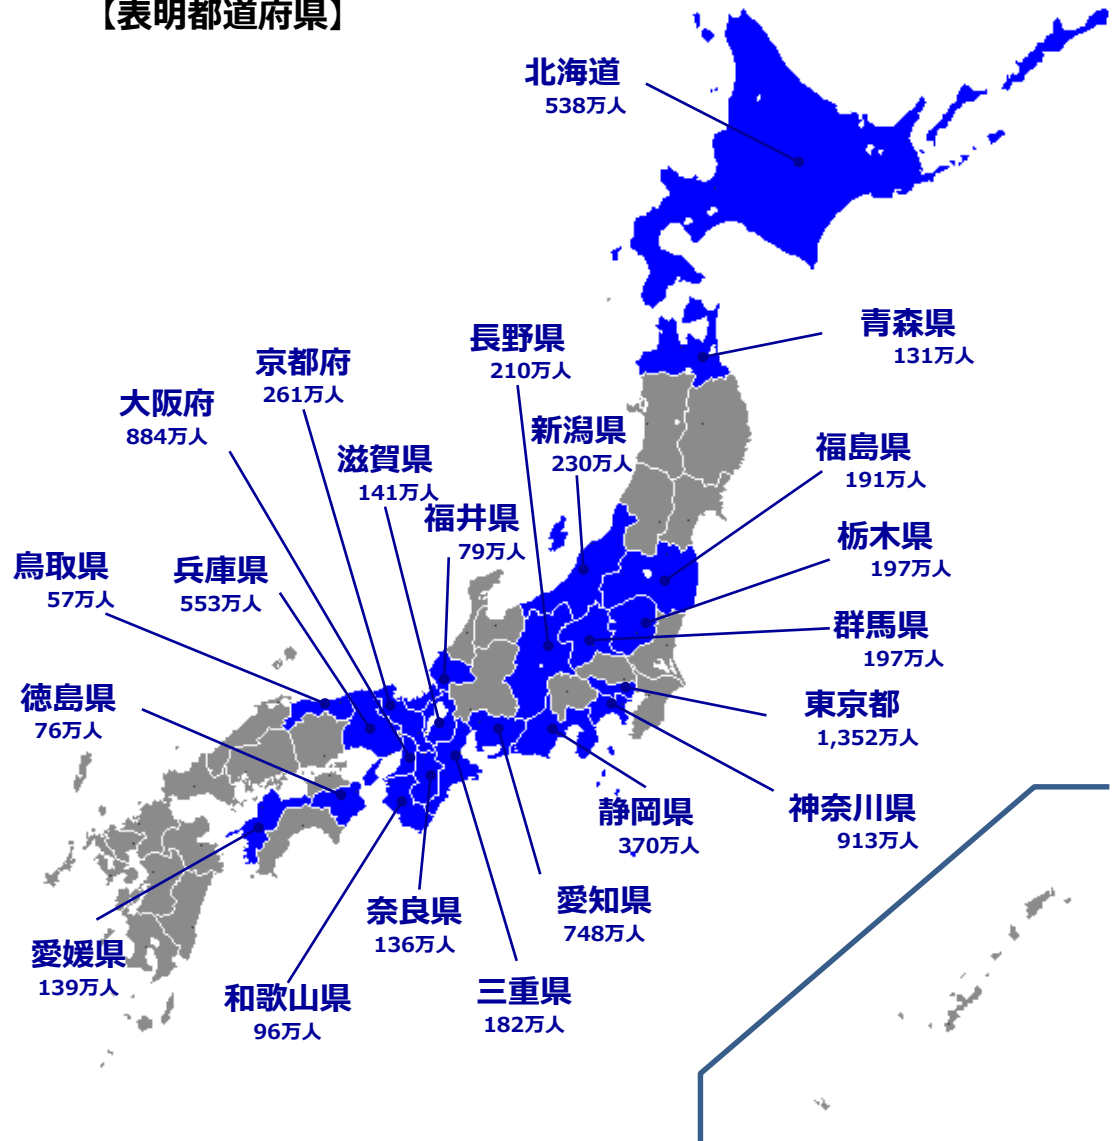 【表明都道府県】
北海道
538万人
青森県
131万人
長野県
210万人
京都府
261万人
大阪府
884万人
新潟県
230万人
滋賀県
141万人
福島県
191万人
福井県
79万人
栃木県
197万人
鳥取県
57万人
兵庫県
553万人
群馬県
197万人
徳島県
76万人
東京都
1,352万人
静岡県
370万人
神奈川県
913万人
愛知県
748万人
奈良県
136万人
愛媛県
139万人
三重県
182万人
和歌山県
96万人